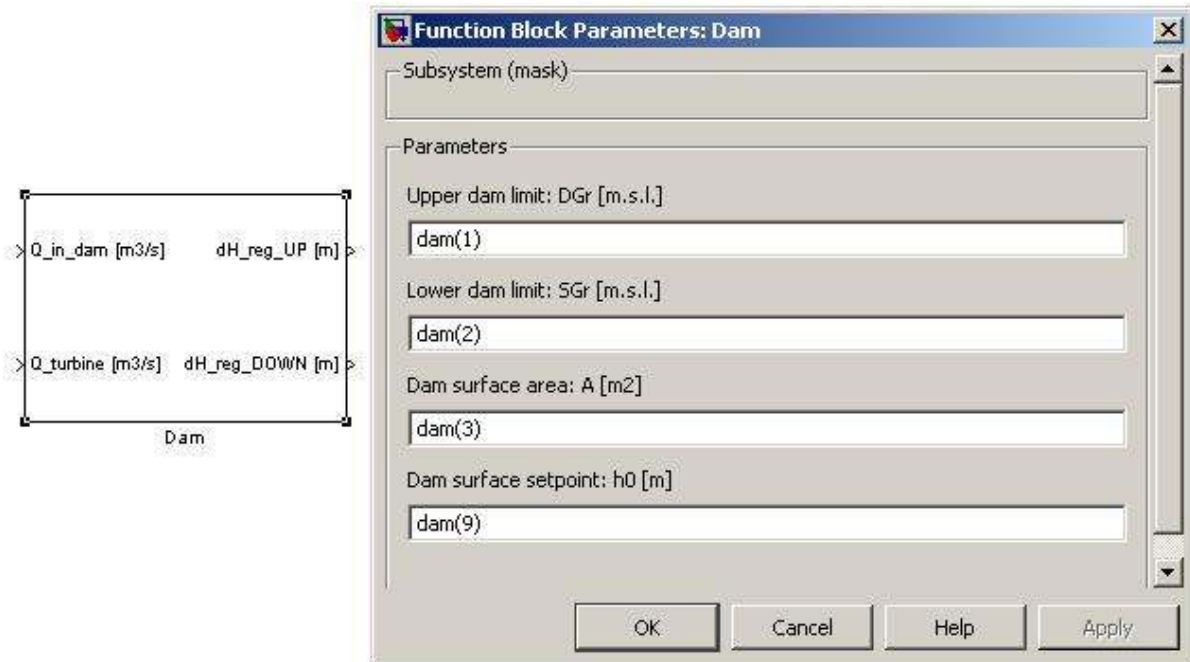 Q_in_dam [m3/s]
dH_reg_UP [m]
Q_turbine [m3/s]
dH_reg_DOWN [m]
Dam
Function Block Parameters: Dam
Subsystem (mask)
Parameters
Upper dam limit: DGr [m.s.l.]
dam(1)
Lower dam limit: SGr [m.s.l.]
dam(2)
Dam surface area: A [m2]
dam(3)
Dam surface setpoint: h0 [m]
dam(9)
OK
Cancel
Help
Apply